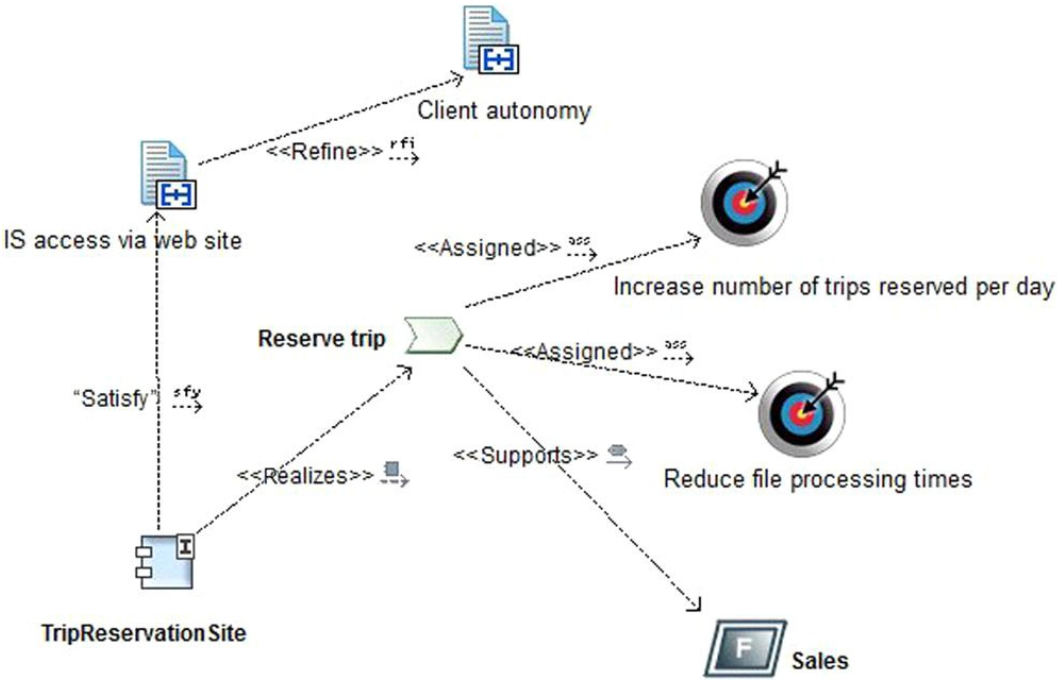 Client autonomy
<<Refine>> rfi
IS access via web site
<<Assigned>> ass
Increase number of trips reserved per day
Reserve trip
<<Assigned>> ass
“Satisfy” sfy
<<Supports>>
<<Realizes>>
Reduce file processing times
I
TripReservationSite
F
Sales